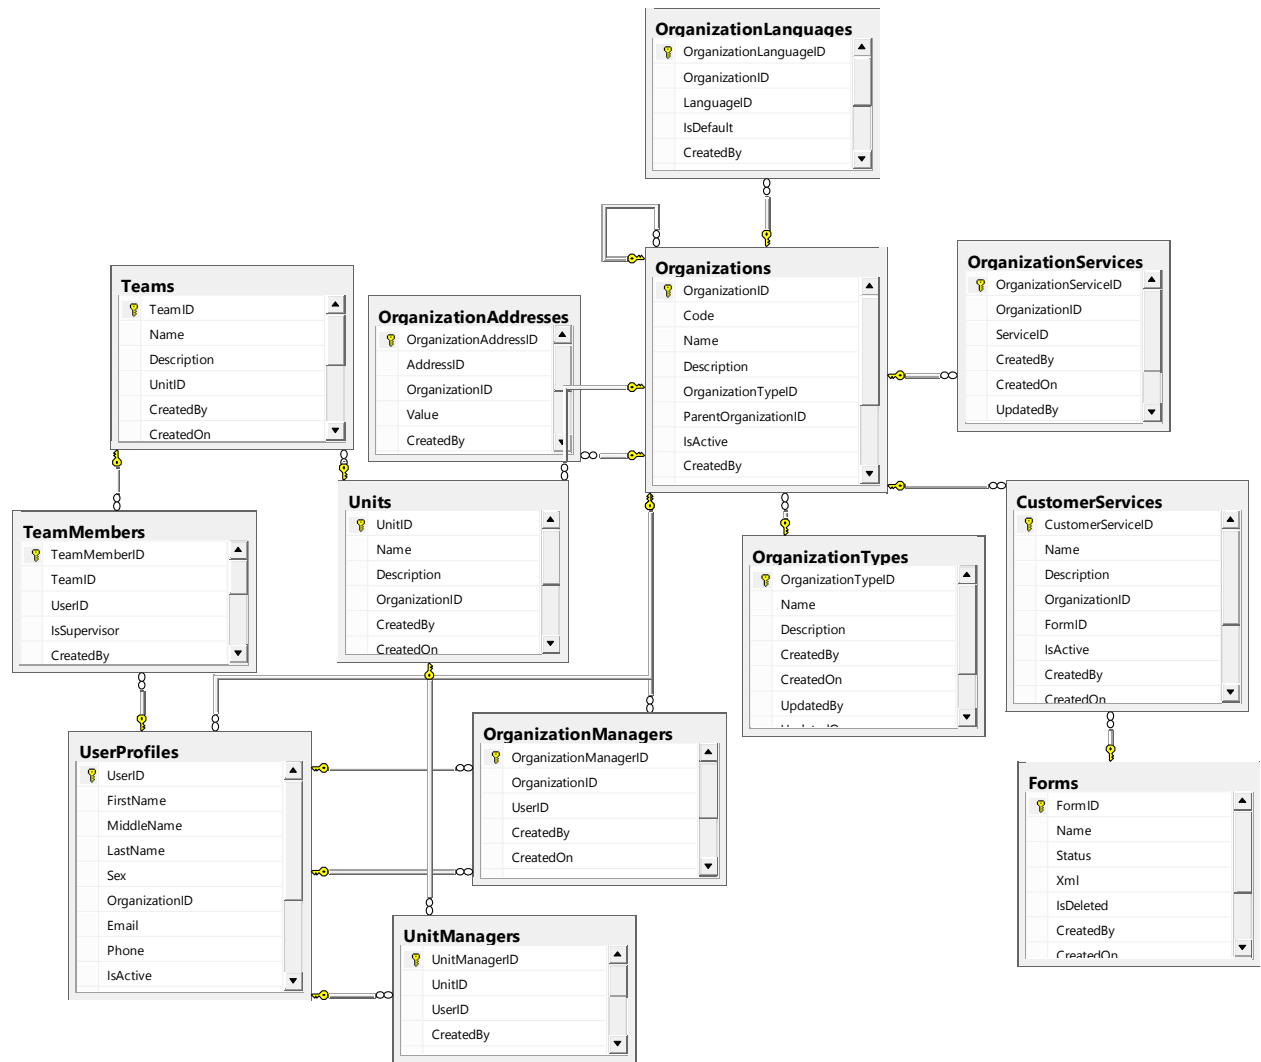 OrganizationLanguages
OrganizationLanguageID
OrganizationID
LanguageID
IsDefault
CreatedBy
Organizations
OrganizationID
Code
Name
Description
OrganizationTypeID
ParentOrganizationID
IsActive
CreatedBy
OrganizationServices
OrganizationServiceID
OrganizationID
ServiceID
CreatedBy
CreatedOn
UpdatedBy
Teams
TeamID
Name
Description
UnitID
CreatedBy
CreatedOn
OrganizationAddresses
OrganizationAddressID
AddressID
OrganizationID
Value
CreatedBy
Units
UnitID
Name
Description
OrganizationID
CreatedBy
CreatedOn
CustomerServices
CustomerServiceID
Name
Description
OrganizationID
FormID
IsActive
CreatedBy
CreatedOn
TeamMembers
TeamMemberID
TeamID
UserID
IsSupervisor
CreatedBy
OrganizationTypes
OrganizationTypeID
Name
Description
CreatedBy
CreatedOn
UpdatedBy
UpdatedOn
OrganizationManagers
OrganizationManagerID
OrganizationID
UserID
CreatedBy
CreatedOn
UserProfiles
UserID
FirstName
MiddleName
LastName
Sex
OrganizationID
Email
Phone
IsActive
Forms
FormID
Name
Status
Xml
IsDeleted
CreatedBy
CreatedOn
UnitManagers
UnitManagerID
UnitID
UserID
CreatedBy